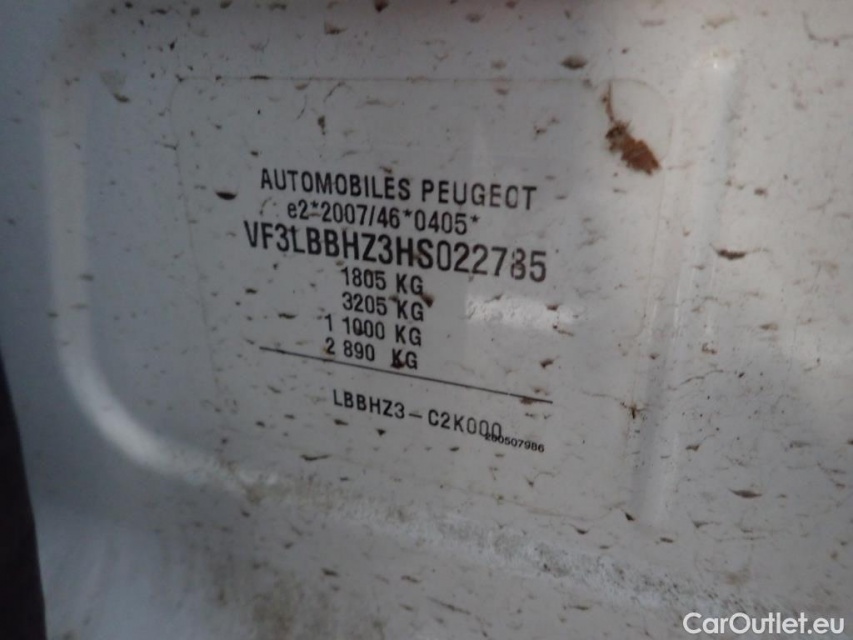 AUTOMOBILES PEUGEOT
e2*2007/46*0405*
VF3LBBHZ3HS022785
1805 KG
3205 KG
1 1000 KG
2 890 KG
LBBHZ3-C2K000
280507986
CarOutlet.eu